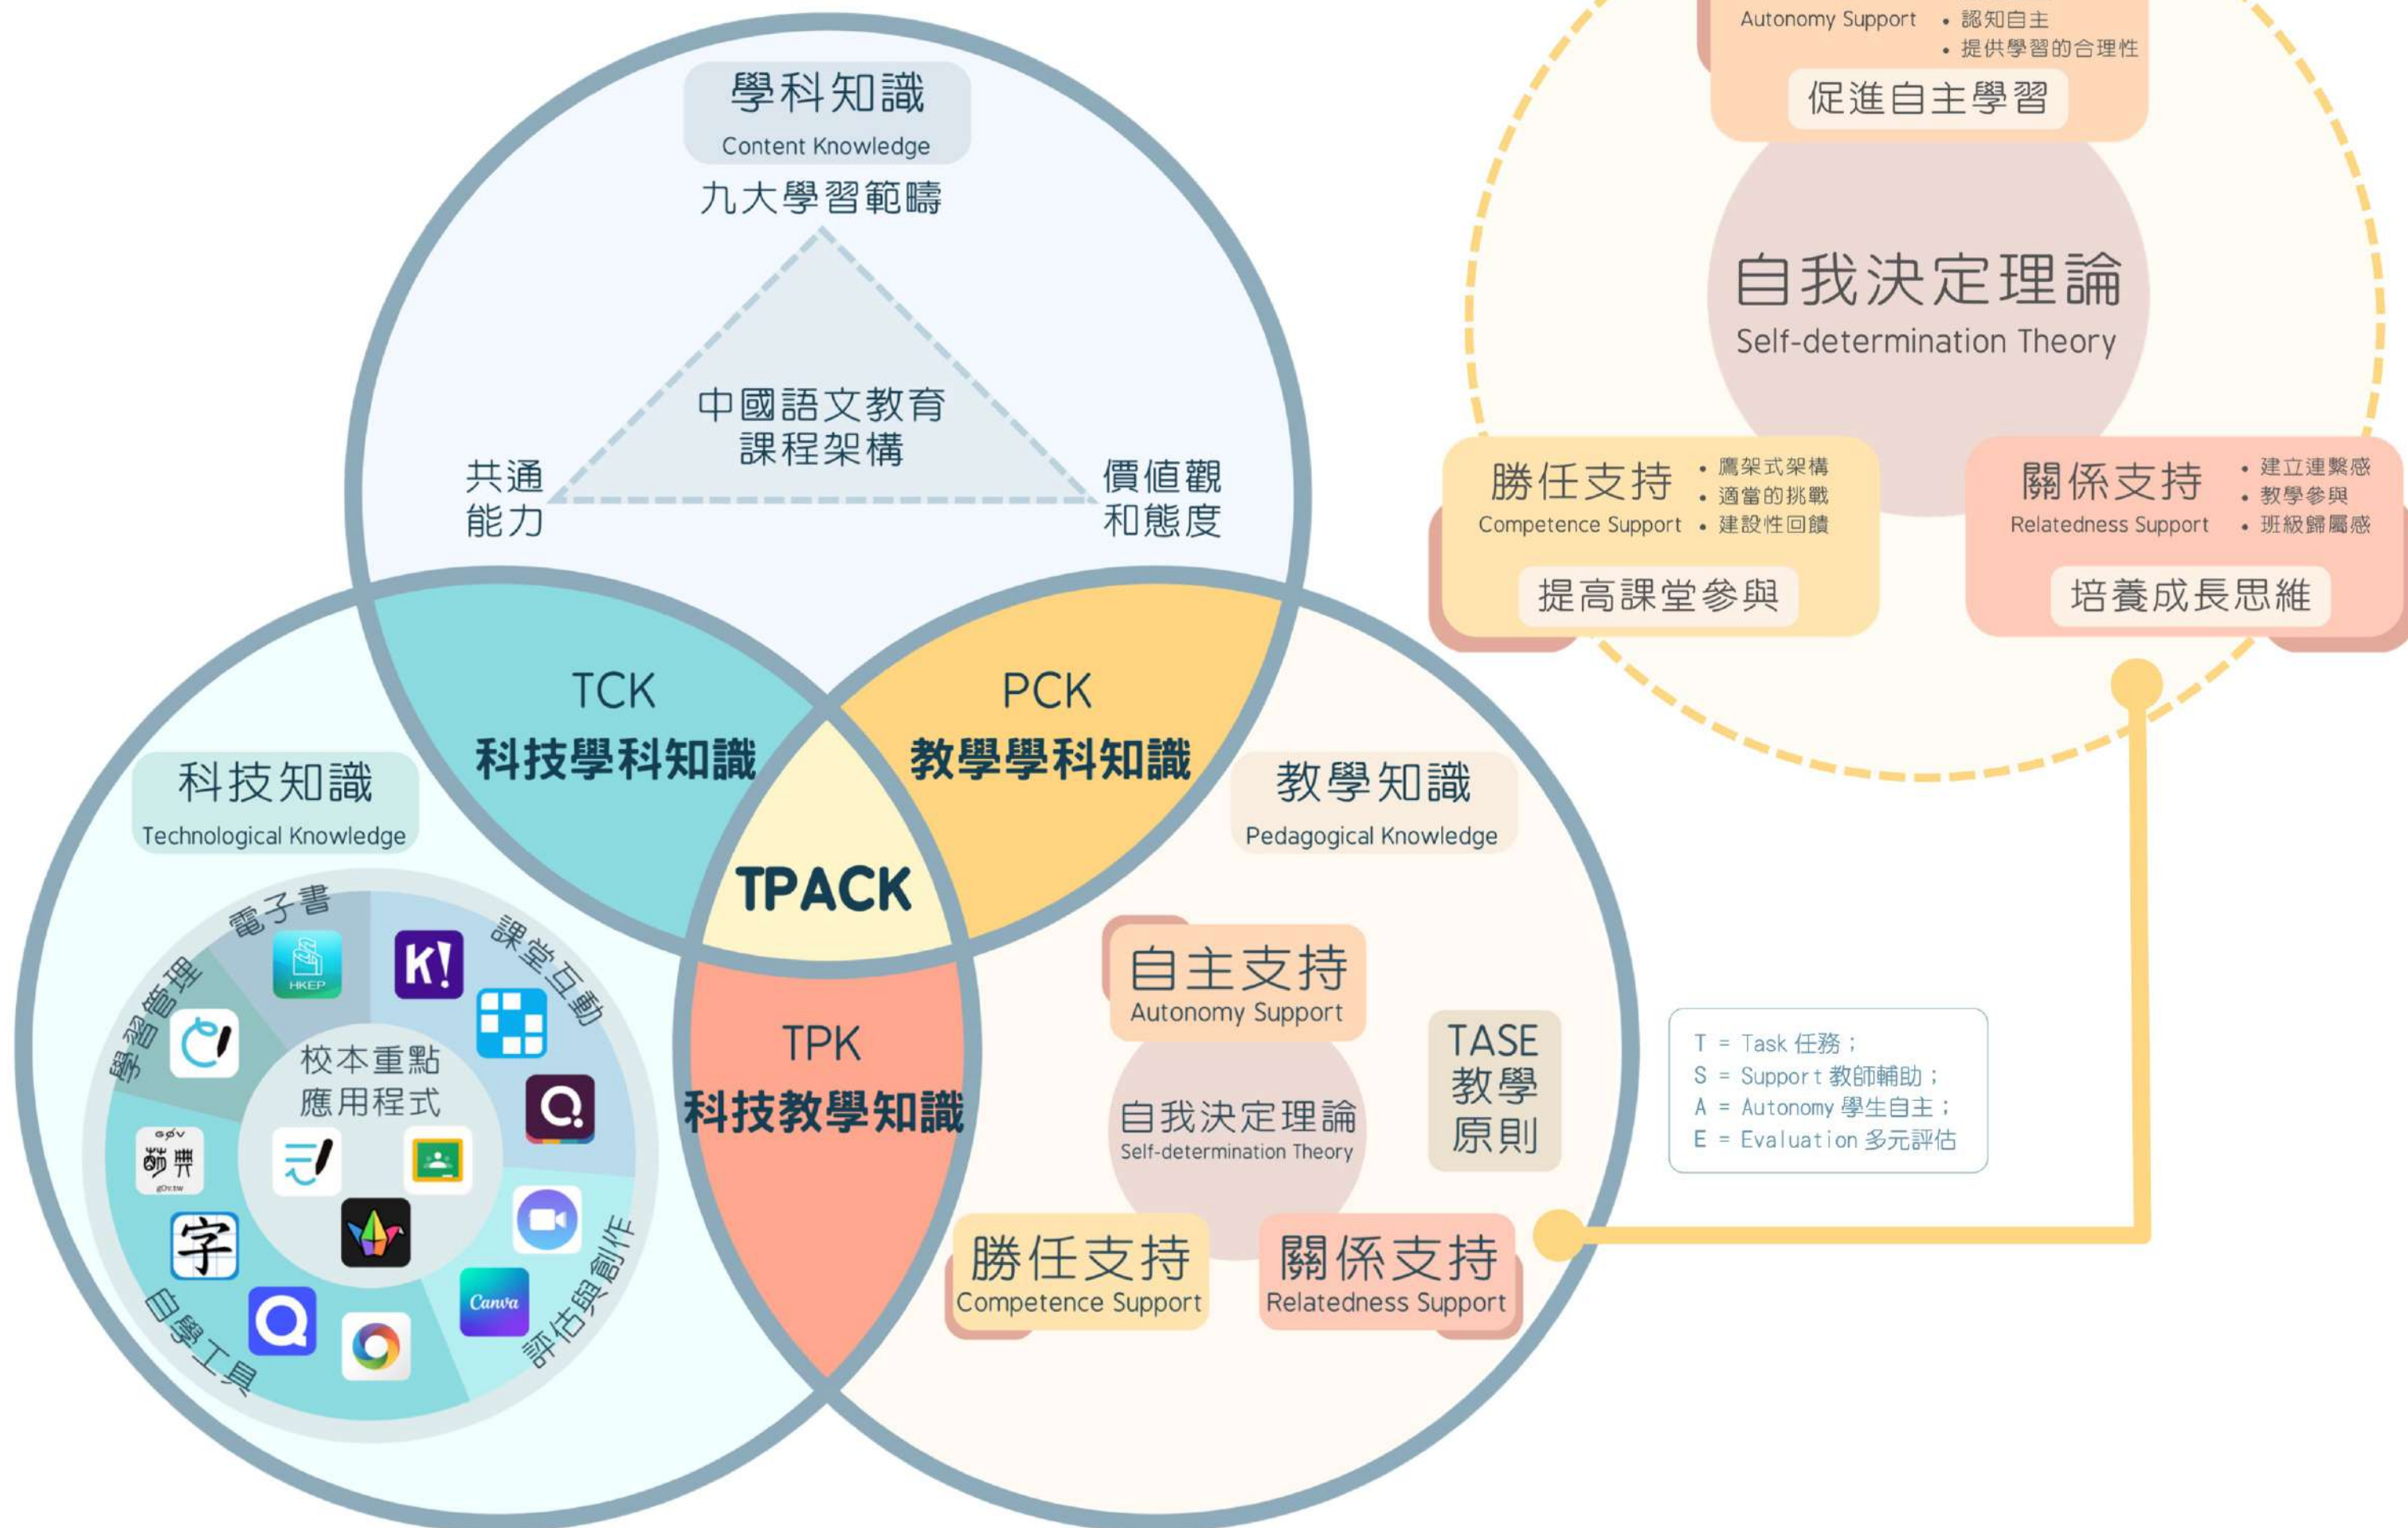 學科知識
Content Knowledge
九大學習範疇
中國語文教育
課程架構
共通
能力
價值觀
和態度
TCK
科技學科知識
PCK
教學學科知識
TPACK
TPK
科技教學知識
科技知識
Technological Knowledge
電子書
課堂互動
學習管理
自學工具
評估與創作
HKEP
K!
校本重點
應用程式
GØV
萌典
g0v.tw
字
Canva
教學知識
Pedagogical Knowledge
自主支持
Autonomy Support
自我決定理論
Self-determination Theory
勝任支持
Competence Support
關係支持
Relatedness Support
TASE
教學
原則
Autonomy Support
• 認知自主
• 提供學習的合理性
促進自主學習
自我決定理論
Self-determination Theory
勝任支持
Competence Support
• 鷹架式架構
• 適當的挑戰
• 建設性回饋
提高課堂參與
關係支持
Relatedness Support
• 建立連繫感
• 教學參與
• 班級歸屬感
培養成長思維
T = Task 任務；
S = Support 教師輔助；
A = Autonomy 學生自主；
E = Evaluation 多元評估